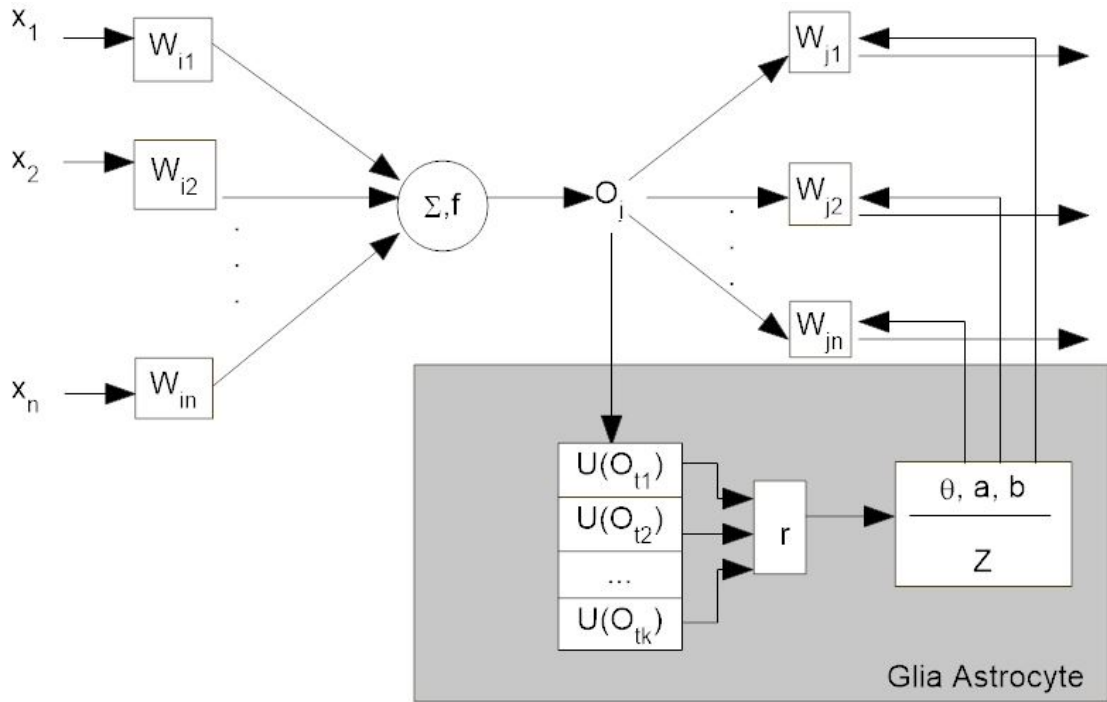 x₁
Wᵢ₁
x₂
Wᵢ₂
.
.
.
xₙ
Wᵢₙ
Σ,f
Oⱼ
Wⱼ₁
Wⱼ₂
.
.
.
Wⱼₙ
U(Oₜ₁)
U(Oₜ₂)
...
U(Oₜₖ)
r
θ, a, b
Z
Glia Astrocyte